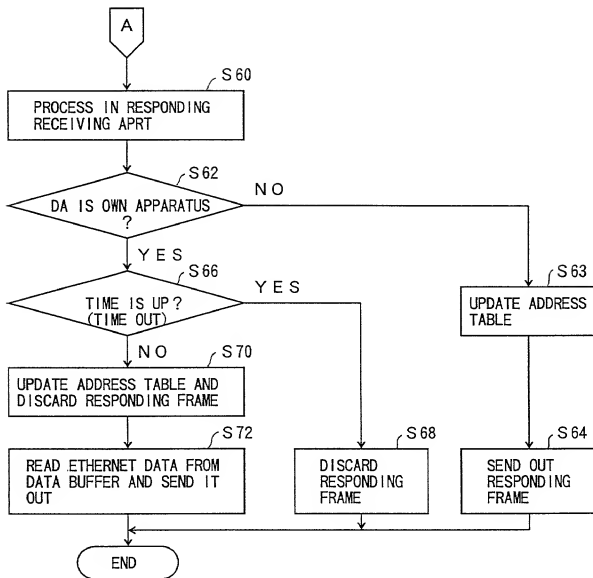 A
S60
PROCESS IN RESPONDING
RECEIVING APRT
S62
DA IS OWN APPARATUS
?
NO
YES
S66
TIME IS UP?
(TIME OUT)
YES
NO
S63
UPDATE ADDRESS
TABLE
S70
UPDATE ADDRESS TABLE AND
DISCARD RESPONDING FRAME
S72
READ ETHERNET DATA FROM
DATA BUFFER AND SEND IT
OUT
S68
DISCARD
RESPONDING
FRAME
S64
SEND OUT
RESPONDING
FRAME
END